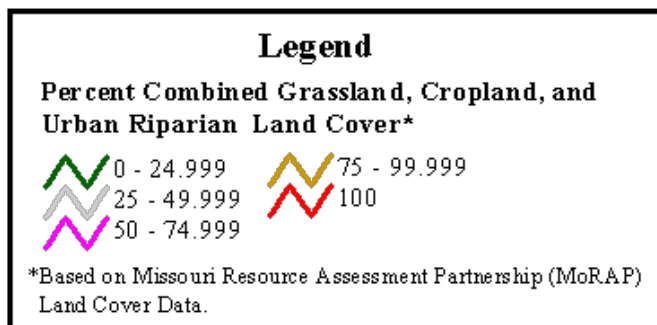 Legend
Percent Combined Grassland, Cropland, and
Urban Riparian Land Cover*
0 - 24.999
25 - 49.999
50 - 74.999
75 - 99.999
100
*Based on Missouri Resource Assessment Partnership (MoRAP)
Land Cover Data.